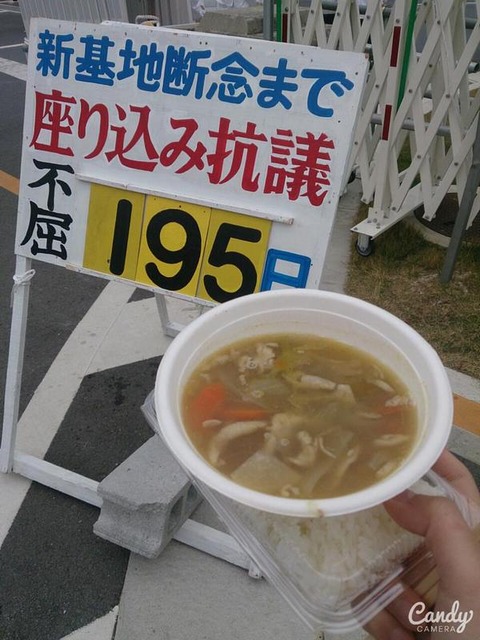 新基地断念まで
座り込み抗議
不屈
195日
Candy
CAMERA